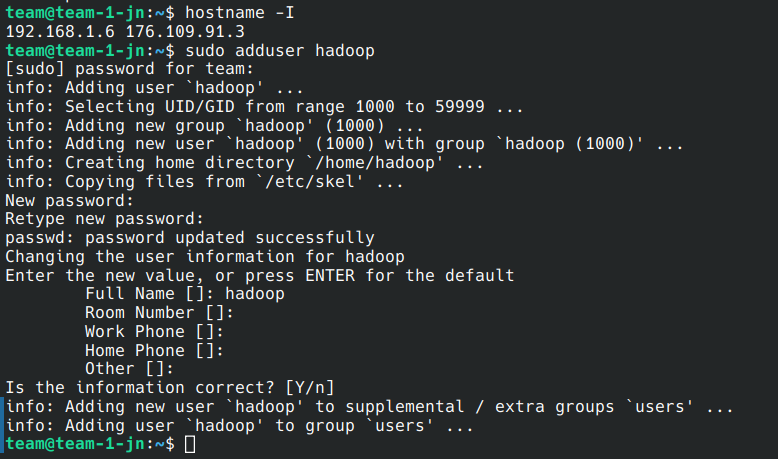 team@team-1-jn:~$ hostname -I
192.168.1.6 176.109.91.3
team@team-1-jn:~$ sudo adduser hadoop
[sudo] password for team:
info: Adding user `hadoop' ...
info: Selecting UID/GID from range 1000 to 59999 ...
info: Adding new group `hadoop' (1000) ...
info: Adding new user `hadoop' (1000) with group `hadoop (1000)' ...
info: Creating home directory `/home/hadoop' ...
info: Copying files from `/etc/skel' ...
New password:
Retype new password:
passwd: password updated successfully
Changing the user information for hadoop
Enter the new value, or press ENTER for the default
        Full Name []: hadoop
        Room Number []:
        Work Phone []:
        Home Phone []:
        Other []:
Is the information correct? [Y/n]
info: Adding new user `hadoop' to supplemental / extra groups `users' ...
info: Adding user `hadoop' to group `users' ...
team@team-1-jn:~$